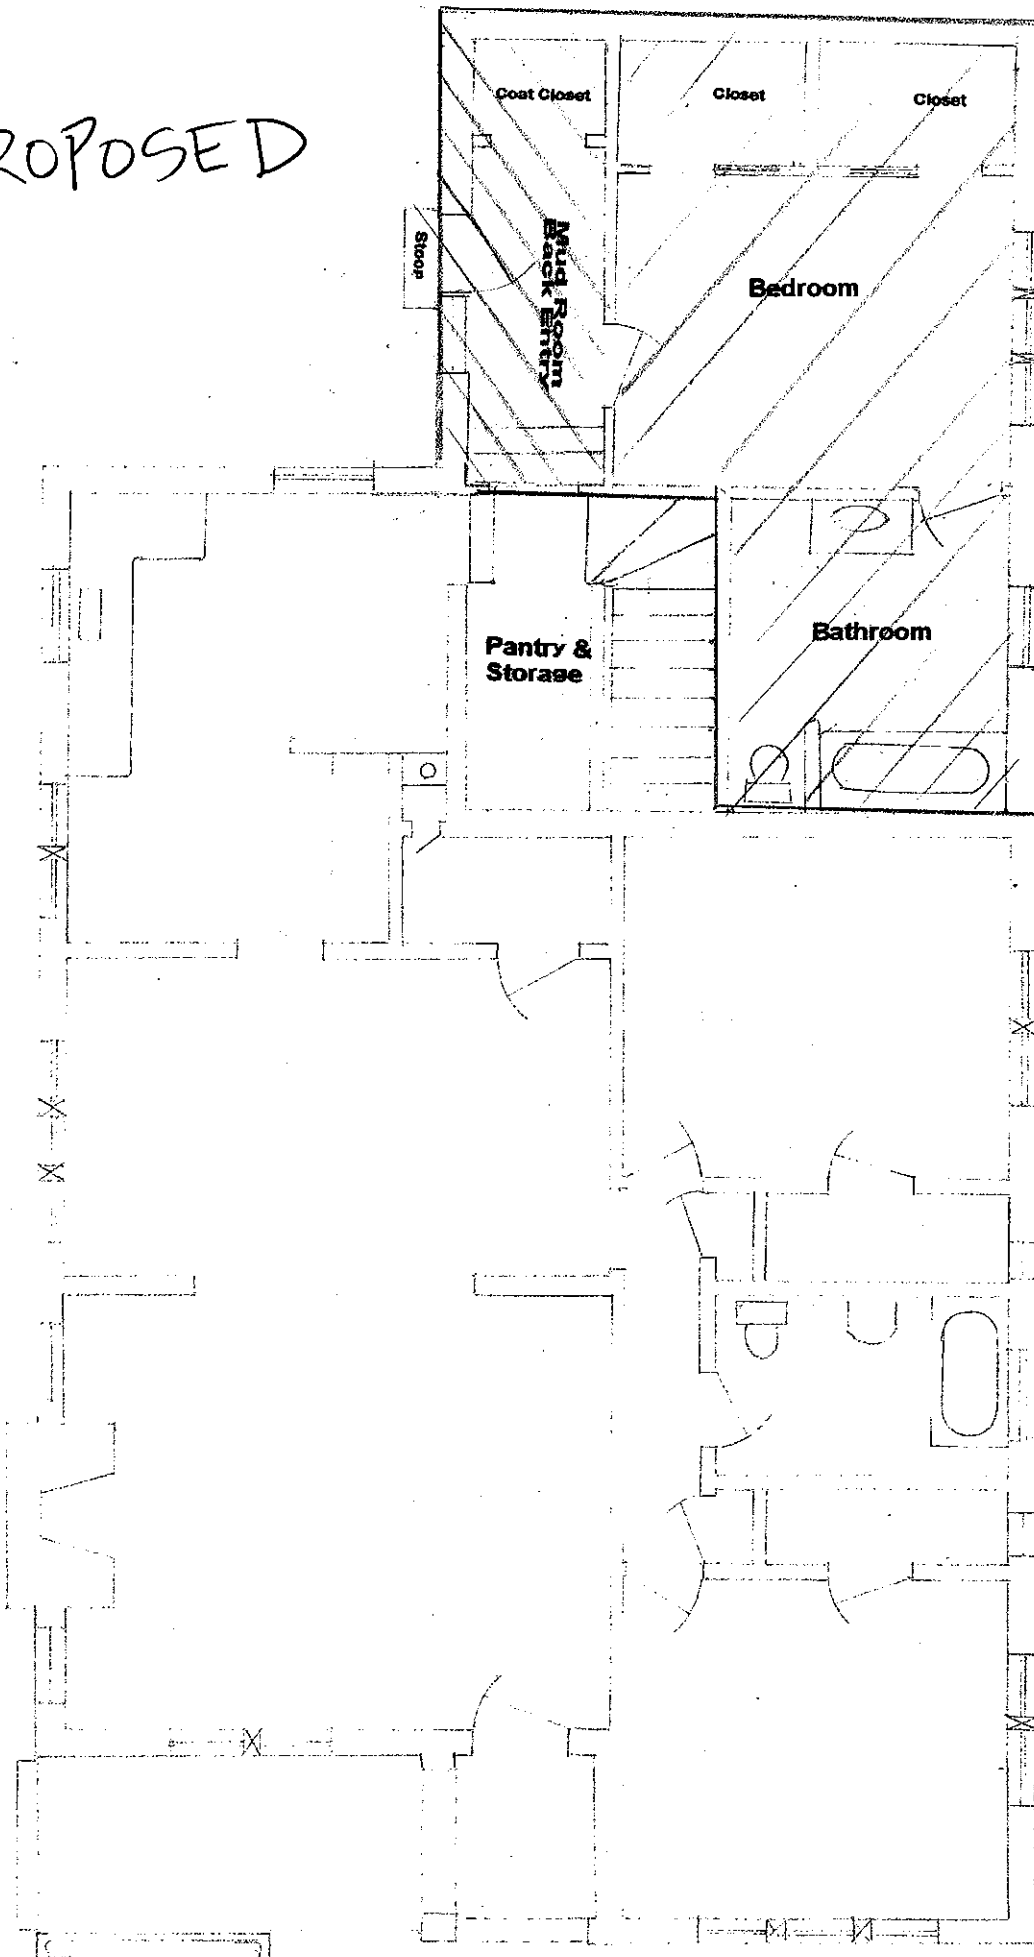 ROPOSED
Coat Closet
Closet
Closet
Stoop
Mud Room
Back Entry
Bedroom
Pantry &
Storage
Bathroom